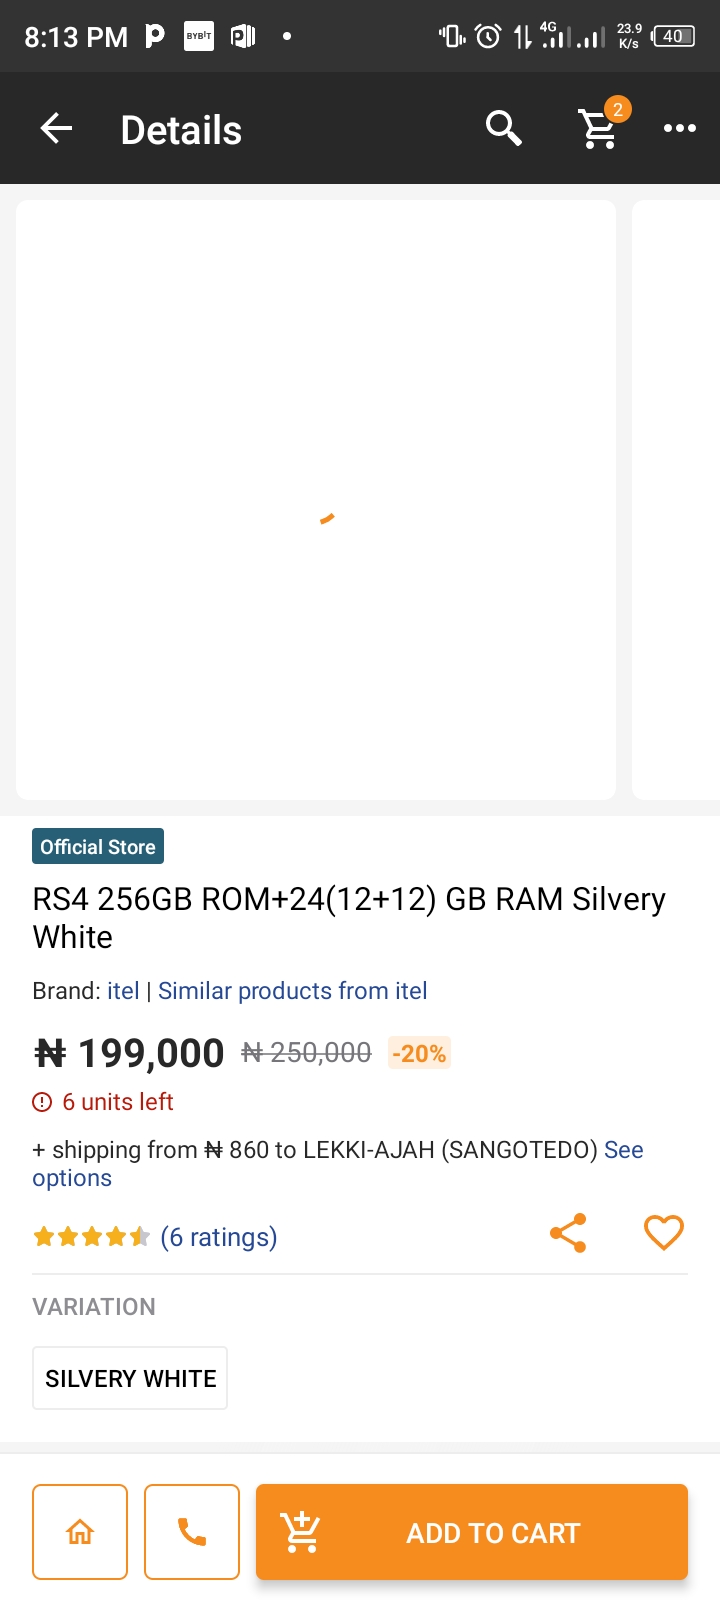 8:13 PM
BYBIT
4G
23.9
K/s
40
Details
2
Official Store
RS4 256GB ROM+24(12+12) GB RAM Silvery
White
Brand: itel | Similar products from itel
₦ 199,000 ₦ 250,000 -20%
6 units left
+ shipping from ₦ 860 to LEKKI-AJAH (SANGOTEDO) See
options
(6 ratings)
VARIATION
SILVERY WHITE
ADD TO CART